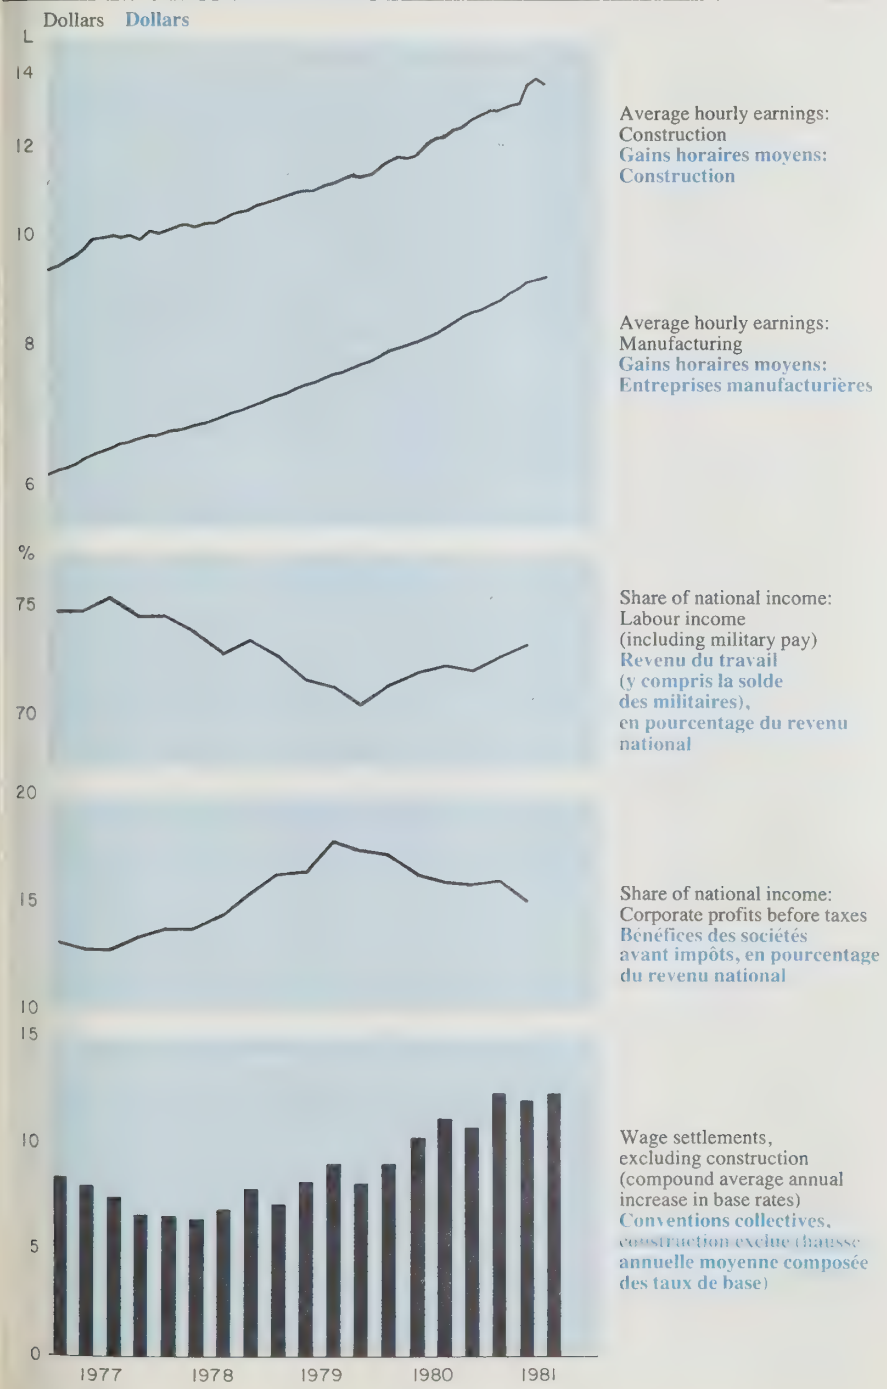 Dollars Dollars
L
14
12
10
8
6
Average hourly earnings:
Construction
Gains horaires moyens:
Construction
Average hourly earnings:
Manufacturing
Gains horaires moyens:
Entreprises manufacturières
%
75
70
Share of national income:
Labour income
(including military pay)
Revenu du travail
(y compris la solde
des militaires),
en pourcentage du revenu
national
20
15
10
Share of national income:
Corporate profits before taxes
Bénéfices des sociétés
avant impôts, en pourcentage
du revenu national
15
10
5
0
Wage settlements,
excluding construction
(compound average annual
increase in base rates)
Conventions collectives,
construction exclue (hausse
annuelle moyenne composée
des taux de base)
1977 1978 1979 1980 1981